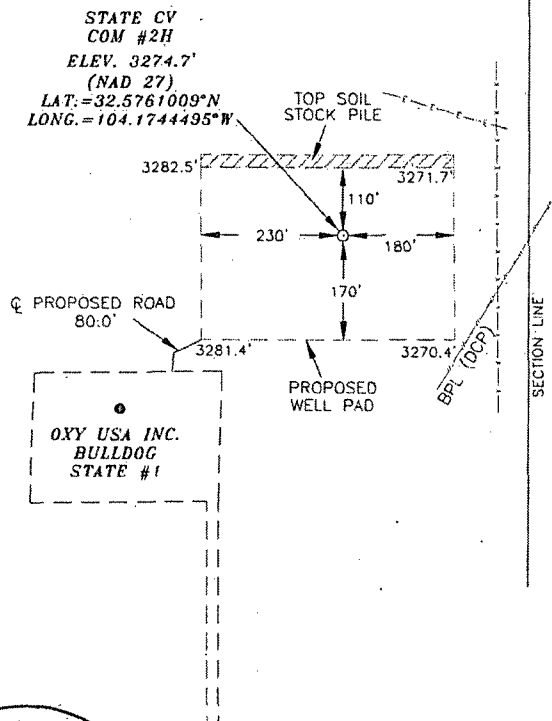 STATE CV
COM #2H
ELEV. 3274.7'
(NAD 27)
LAT.=32.5761009°N
LONG.=104.1744495°W
TOP SOIL
STOCK PILE
3282.5'
3271.7'
110'
230'
180'
170'
℄ PROPOSED ROAD
80.0'
3281.4'
3270.4'
PROPOSED
WELL PAD
BPL (DCP)
SECTION LINE
OXY USA INC.
BULLDOG
STATE #1